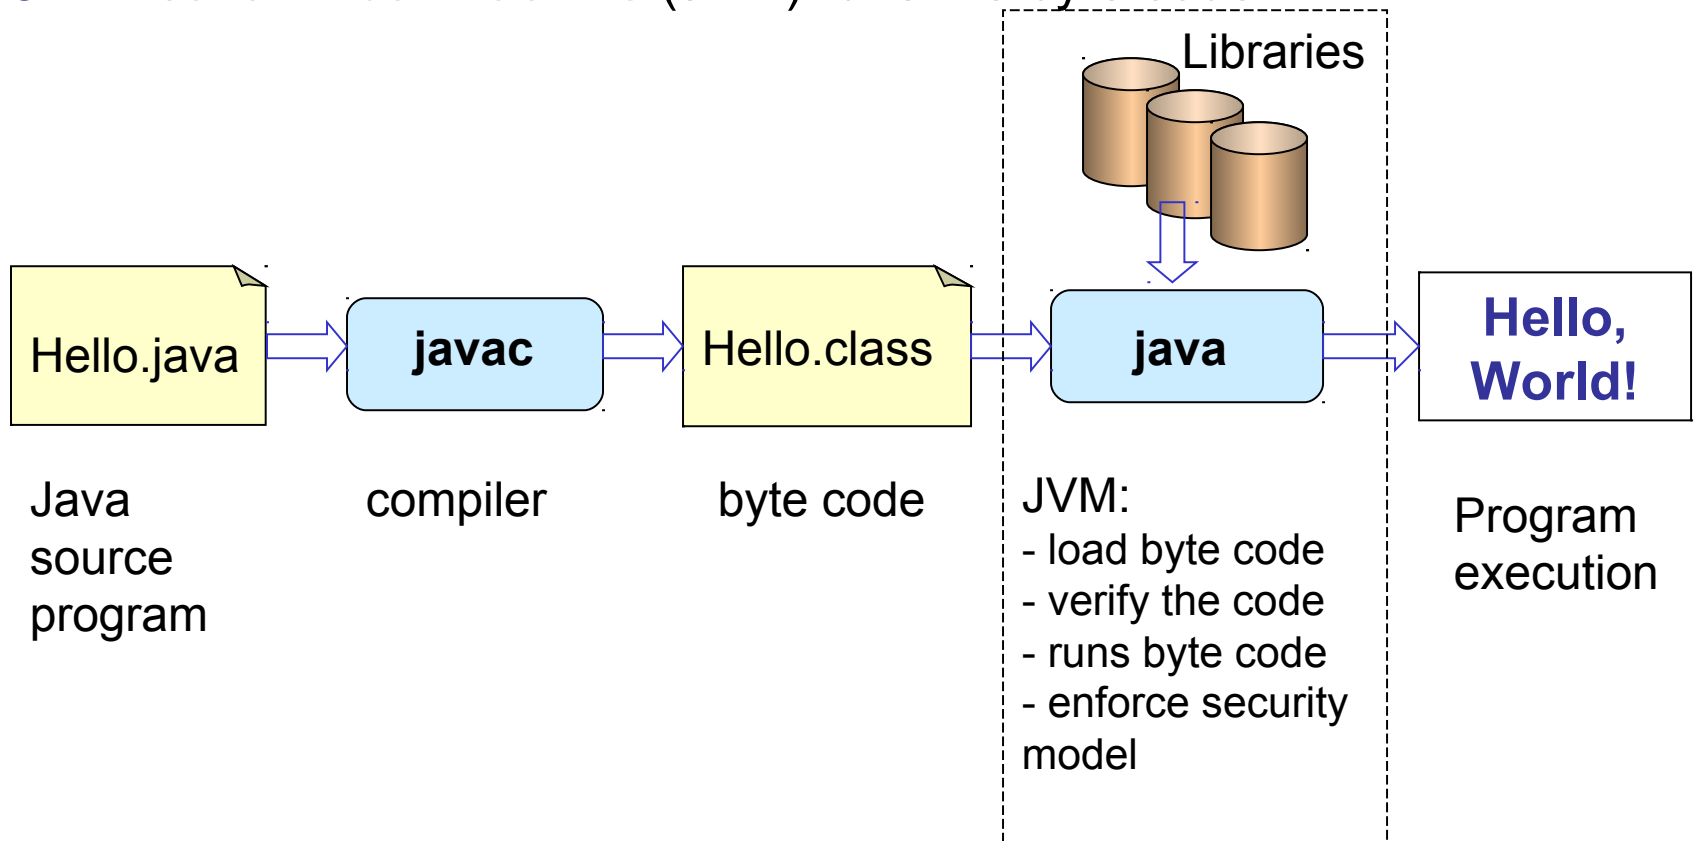 Libraries
Hello.java
javac
Hello.class
java
Hello,
World!
Java
source
program
compiler
byte code
JVM:
- load byte code
- verify the code
- runs byte code
- enforce security
model
Program
execution